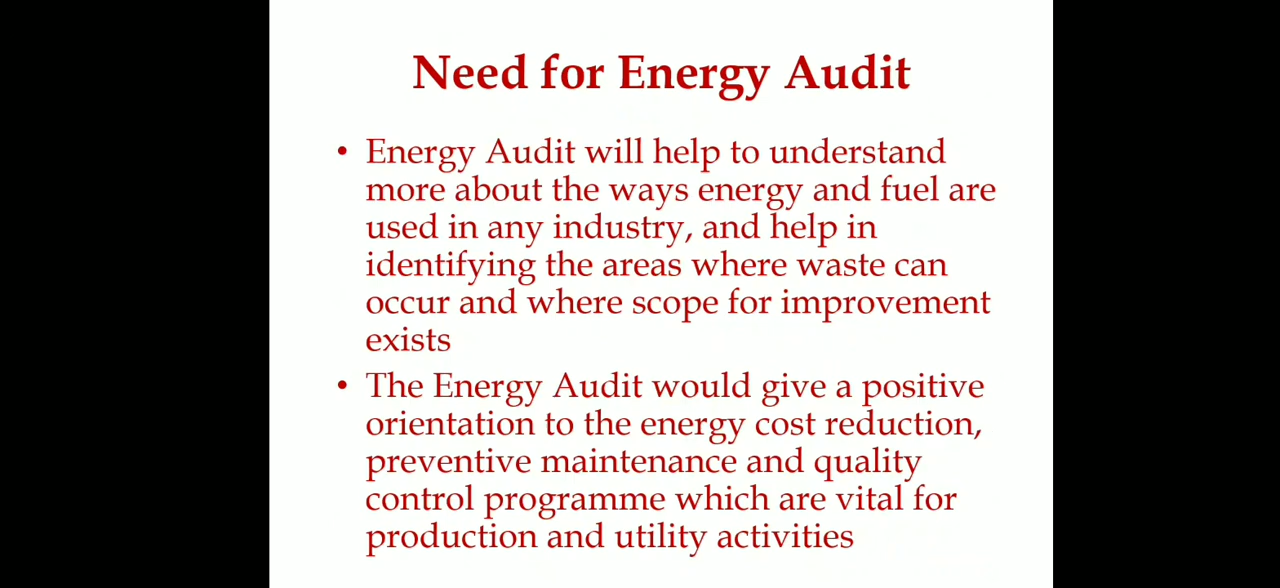 Need for Energy Audit
• Energy Audit will help to understand
more about the ways energy and fuel are
used in any industry, and help in
identifying the areas where waste can
occur and where scope for improvement
exists
• The Energy Audit would give a positive
orientation to the energy cost reduction,
preventive maintenance and quality
control programme which are vital for
production and utility activities